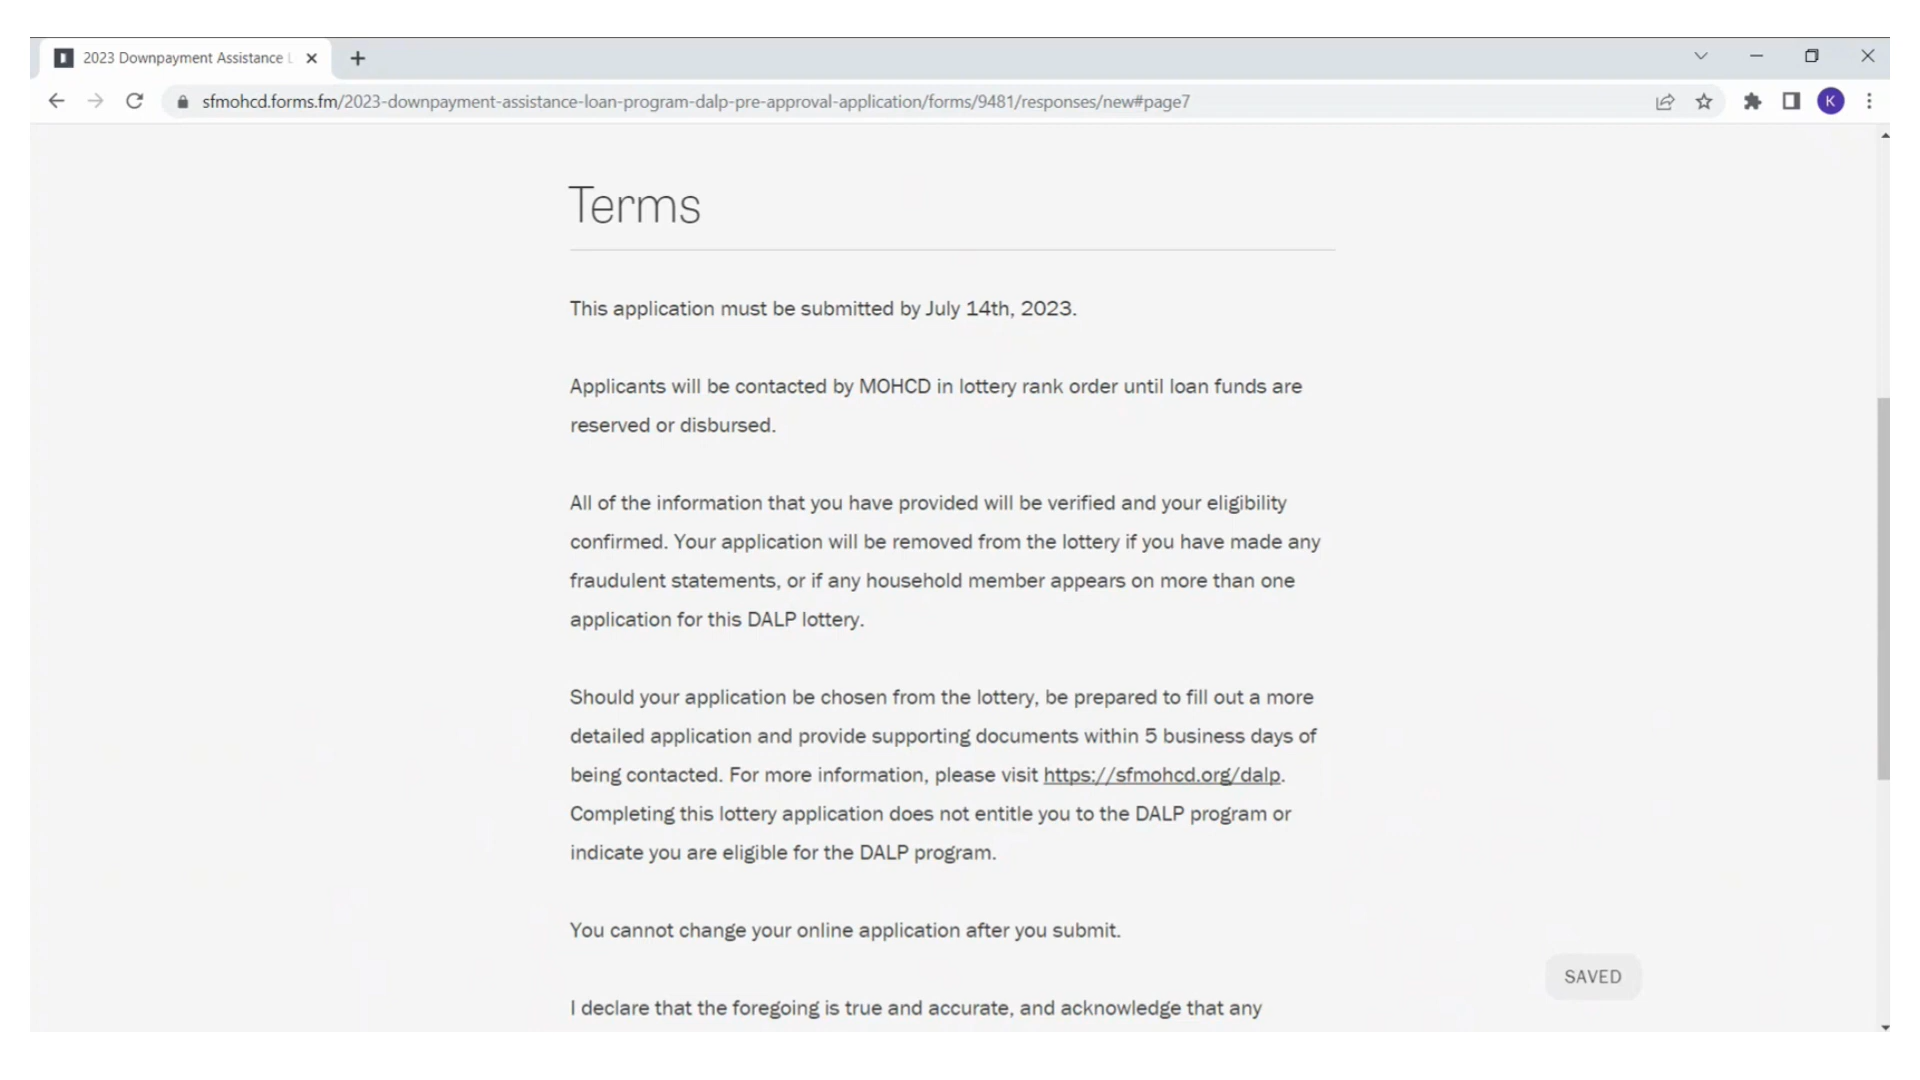 2023 Downpayment Assistance L
sfmohcd.forms.fm/2023-downpayment-assistance-loan-program-dalp-pre-approval-application/forms/9481/responses/new#page7
K
Terms
This application must be submitted by July 14th, 2023.
Applicants will be contacted by MOHCD in lottery rank order until loan funds are
reserved or disbursed.
All of the information that you have provided will be verified and your eligibility
confirmed. Your application will be removed from the lottery if you have made any
fraudulent statements, or if any household member appears on more than one
application for this DALP lottery.
Should your application be chosen from the lottery, be prepared to fill out a more
detailed application and provide supporting documents within 5 business days of
being contacted. For more information, please visit https://sfmohcd.org/dalp.
Completing this lottery application does not entitle you to the DALP program or
indicate you are eligible for the DALP program.
You cannot change your online application after you submit.
SAVED
I declare that the foregoing is true and accurate, and acknowledge that any